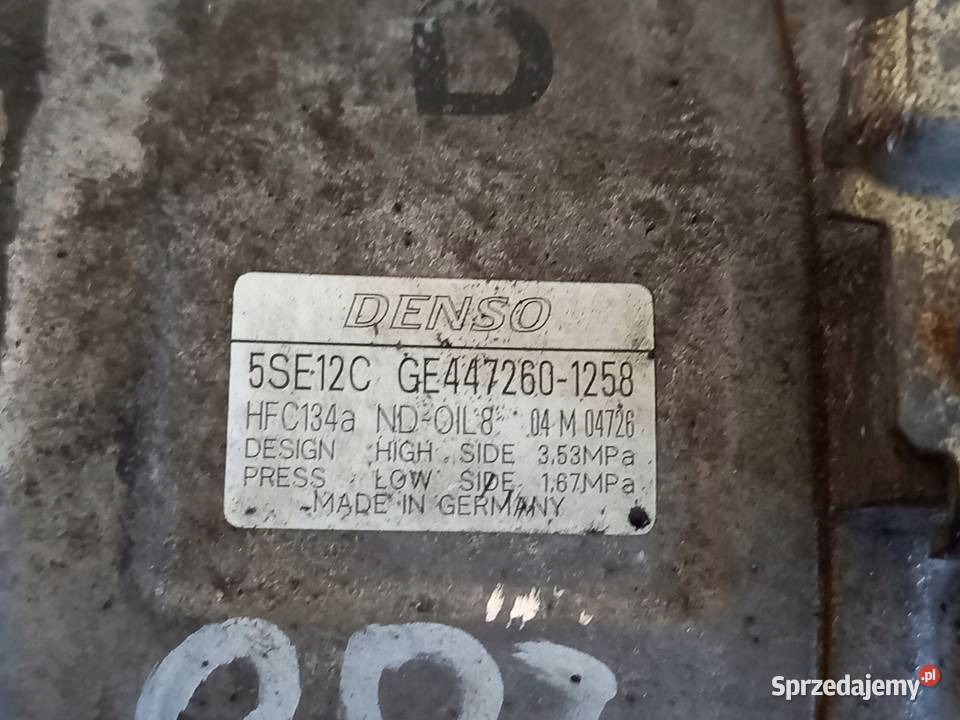 D
DENSO
5SE12C GE447260-1258
HFC134a ND-OIL8 04 M 04726
DESIGN HIGH SIDE 3.53MPa
PRESS LOW SIDE 1.67MPa
MADE IN GERMANY
Sprzedajemy.pl